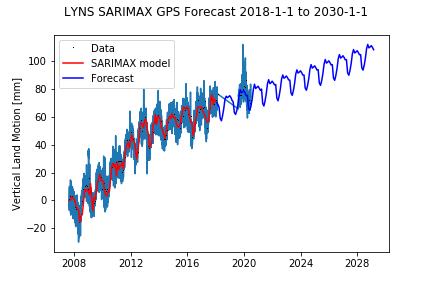 LYNS SARIMAX GPS Forecast 2018-1-1 to 2030-1-1
Data
SARIMAX model
Forecast
Vertical Land Motion [mm]
100
80
60
40
20
0
−20
2008
2012
2016
2020
2024
2028